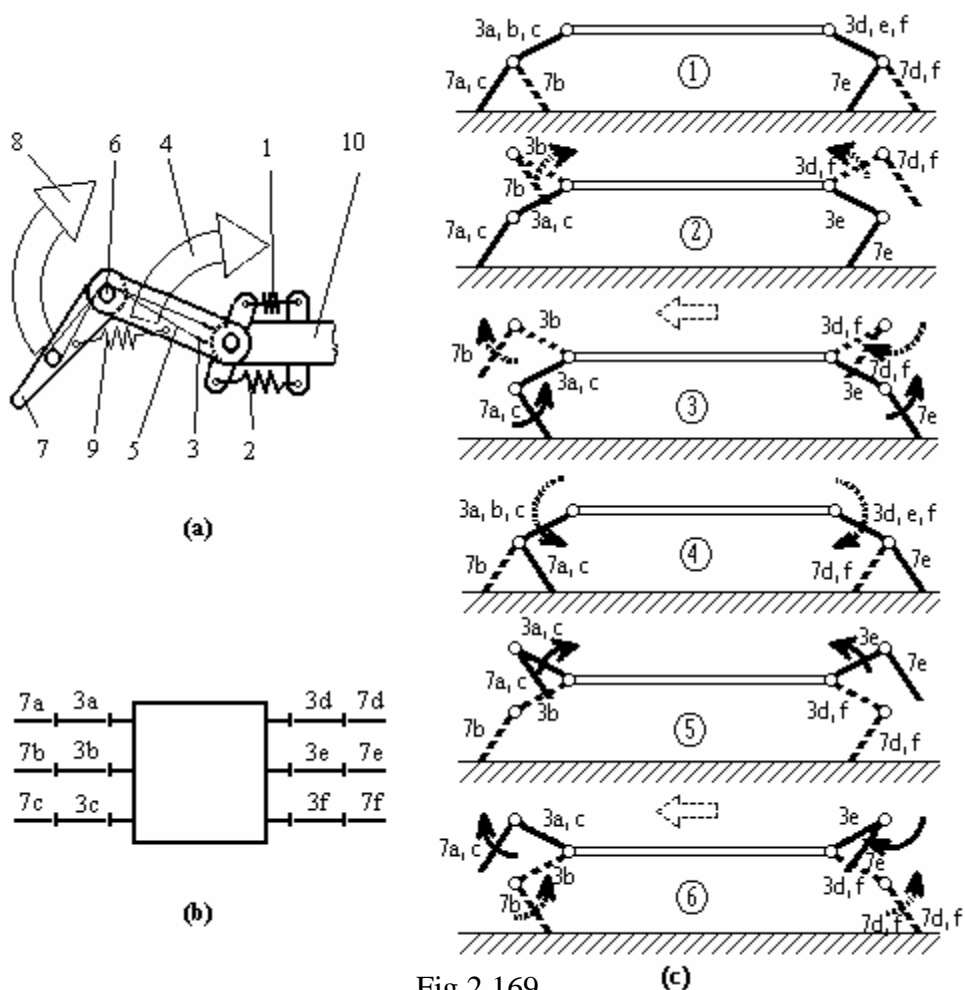 3a, b, c 3d, e, f
7a, c 7b 1 7e 7d, f
8 6 4 1 10
3b 3d, f 7d, f
7b
7a, c 3a, c 2 3e
7e
3b 3d, f
7b 3a, c 7d, f
7a, c 3 3e 7e
7 9 5 3 2
(a)
3a, b, c 3d, e, f
7b 7a, c 4 7d, f 7e
3a, c 3e
7a, c 7e
7b 3b 5 3d, f
7d, f
7a 3a 3d 7d
7b 3b 3e 7e
7c 3c 3f 7f
(b)
3a, c 3e
7a, c 7e
3b 3d, f
7b 6 7d, f 7d, f
Fig 2.169
(c)